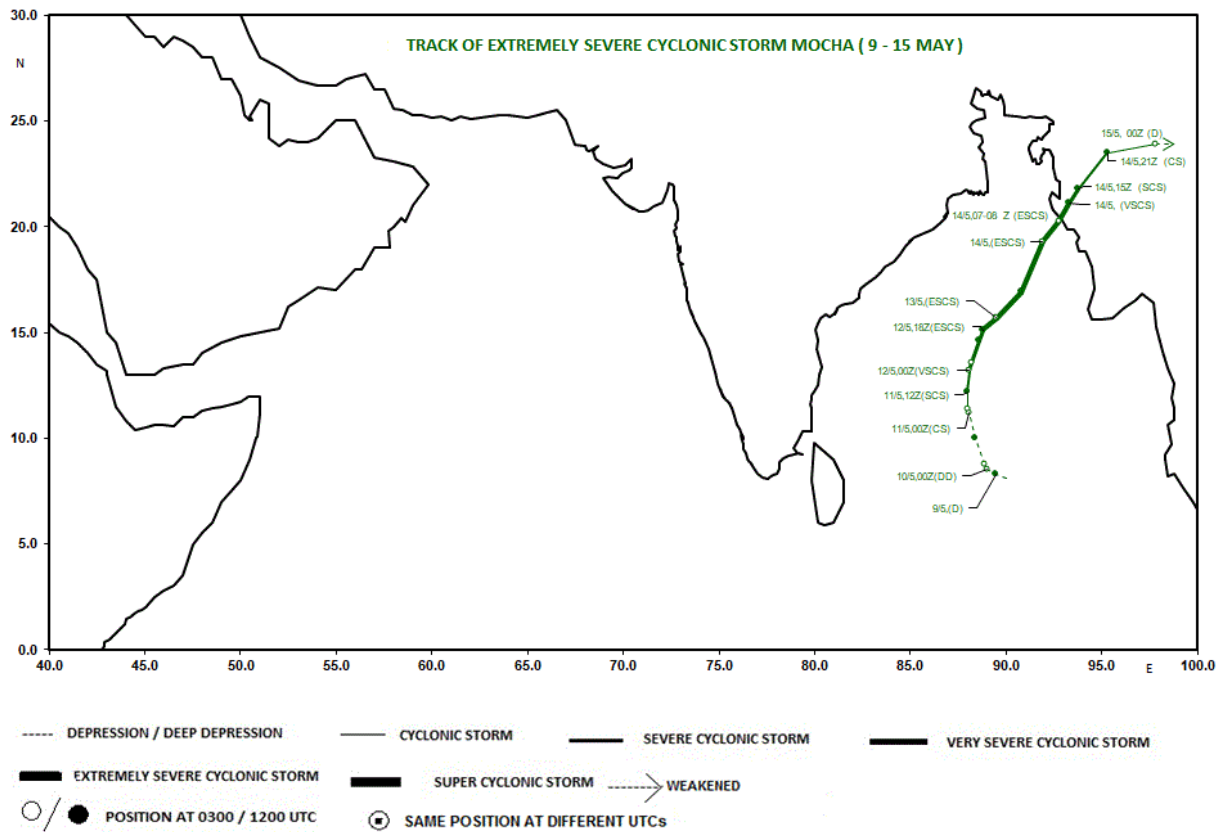 30.0
TRACK OF EXTREMELY SEVERE CYCLONIC STORM MOCHA ( 9 - 15 MAY )
N
25.0
15/5, 00Z (D)
14/5,21Z (CS)
14/5,15Z (SCS)
14/5, (VSCS)
20.0
14/5,07-08 Z (ESCS)
14/5,(ESCS)
13/5,(ESCS)
15.0
12/5,18Z(ESCS)
12/5,00Z(VSCS)
11/5,12Z(SCS)
10.0
11/5,00Z(CS)
10/5,00Z(DD)
9/5,(D)
5.0
0.0
40.0 45.0 50.0 55.0 60.0 65.0 70.0 75.0 80.0 85.0 90.0 95.0 100.0
E
DEPRESSION / DEEP DEPRESSION CYCLONIC STORM SEVERE CYCLONIC STORM VERY SEVERE CYCLONIC STORM
EXTREMELY SEVERE CYCLONIC STORM SUPER CYCLONIC STORM WEAKENED
/ POSITION AT 0300 / 1200 UTC SAME POSITION AT DIFFERENT UTCs